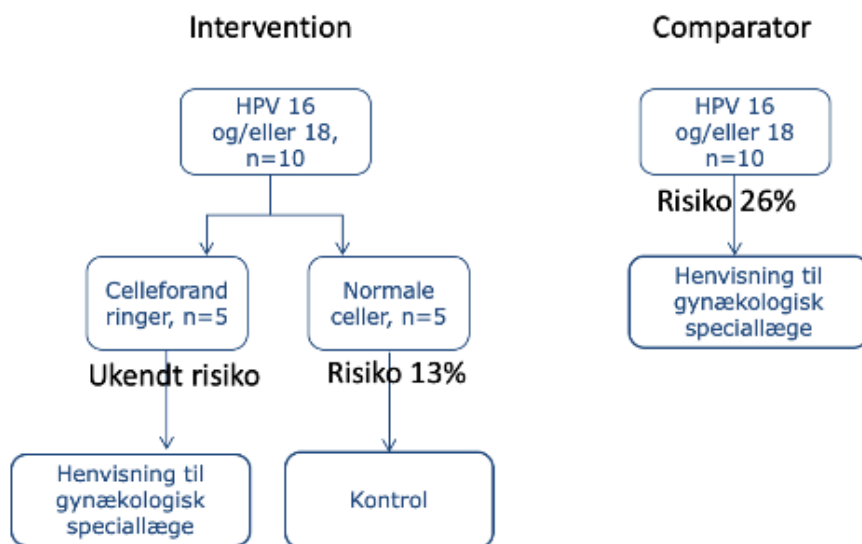 Intervention
HPV 16
og/eller 18,
n=10
Celleforand
ringer, n=5
Normale
celler, n=5
Ukendt risiko
Risiko 13%
Henvisning til
gynækologisk
speciallæge
Kontrol
Comparator
HPV 16
og/eller 18
n=10
Risiko 26%
Henvisning til
gynækologisk
speciallæge